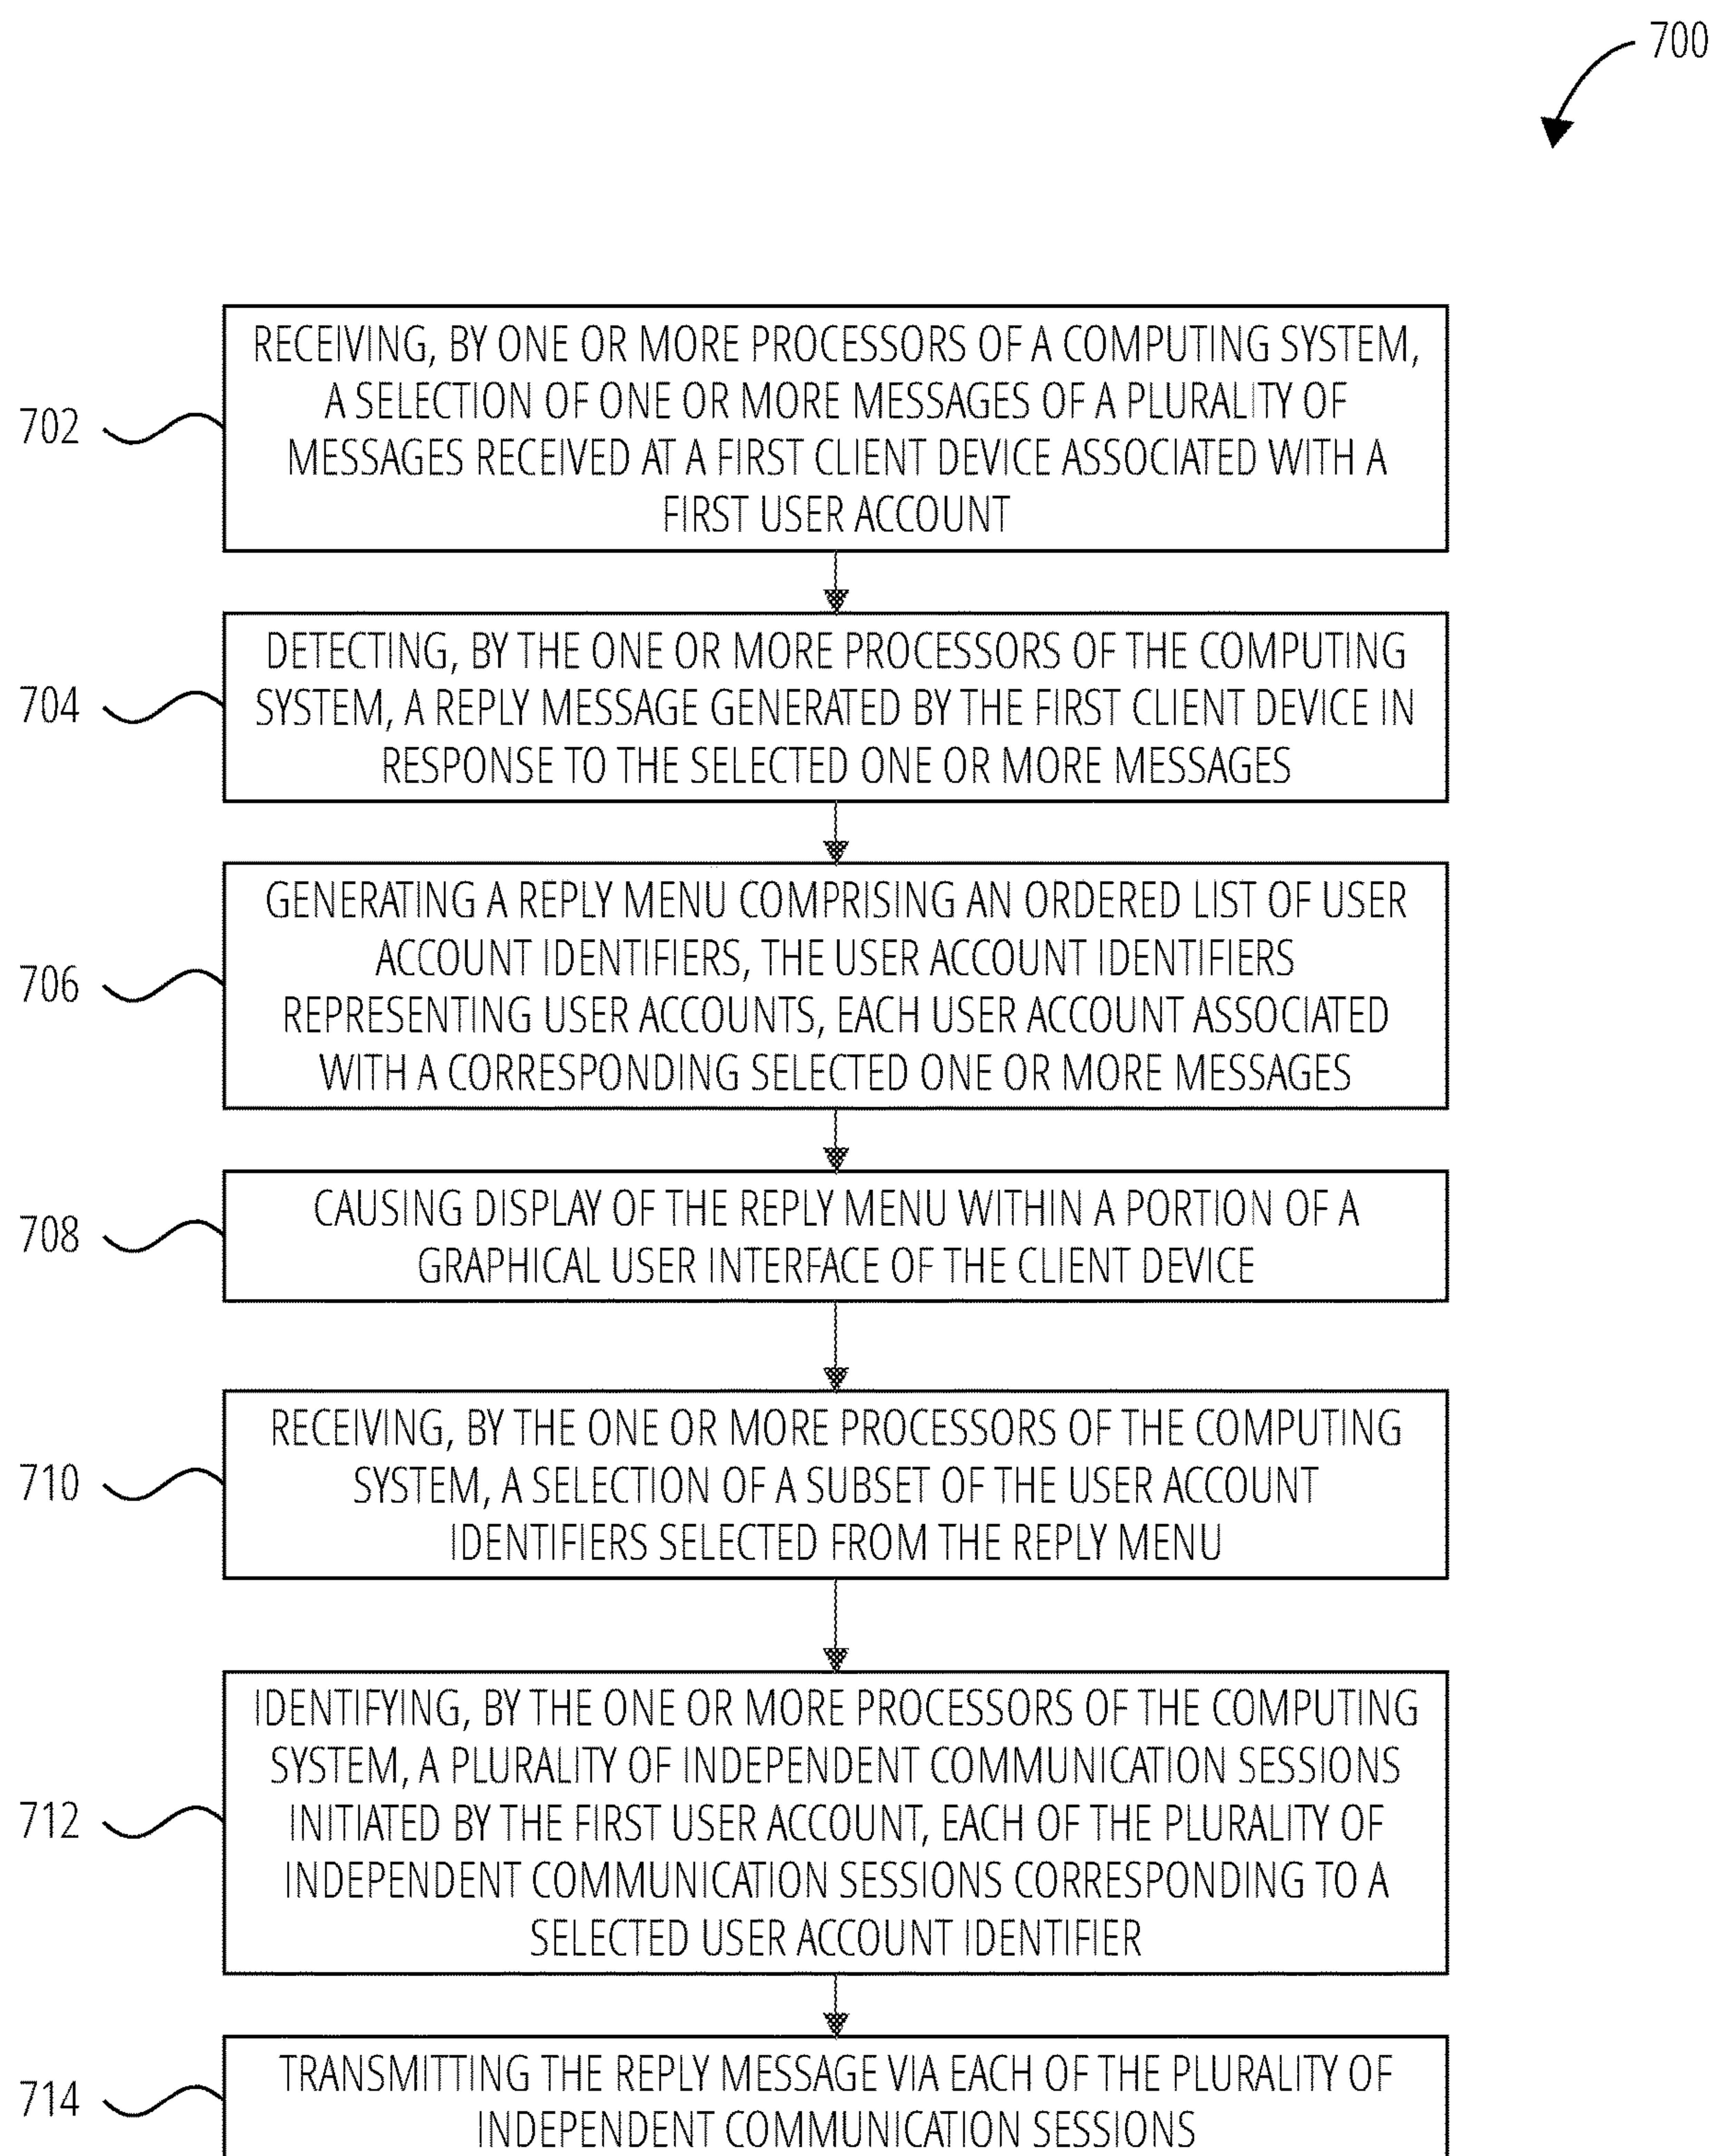 700
RECEIVING, BY ONE OR MORE PROCESSORS OF A COMPUTING SYSTEM,
A SELECTION OF ONE OR MORE MESSAGES OF A PLURALITY OF
MESSAGES RECEIVED AT A FIRST CLIENT DEVICE ASSOCIATED WITH A
FIRST USER ACCOUNT
702
DETECTING, BY THE ONE OR MORE PROCESSORS OF THE COMPUTING
SYSTEM, A REPLY MESSAGE GENERATED BY THE FIRST CLIENT DEVICE IN
RESPONSE TO THE SELECTED ONE OR MORE MESSAGES
704
GENERATING A REPLY MENU COMPRISING AN ORDERED LIST OF USER
ACCOUNT IDENTIFIERS, THE USER ACCOUNT IDENTIFIERS
REPRESENTING USER ACCOUNTS, EACH USER ACCOUNT ASSOCIATED
WITH A CORRESPONDING SELECTED ONE OR MORE MESSAGES
706
CAUSING DISPLAY OF THE REPLY MENU WITHIN A PORTION OF A
GRAPHICAL USER INTERFACE OF THE CLIENT DEVICE
708
RECEIVING, BY THE ONE OR MORE PROCESSORS OF THE COMPUTING
SYSTEM, A SELECTION OF A SUBSET OF THE USER ACCOUNT
IDENTIFIERS SELECTED FROM THE REPLY MENU
710
IDENTIFYING, BY THE ONE OR MORE PROCESSORS OF THE COMPUTING
SYSTEM, A PLURALITY OF INDEPENDENT COMMUNICATION SESSIONS
INITIATED BY THE FIRST USER ACCOUNT, EACH OF THE PLURALITY OF
INDEPENDENT COMMUNICATION SESSIONS CORRESPONDING TO A
SELECTED USER ACCOUNT IDENTIFIER
712
TRANSMITTING THE REPLY MESSAGE VIA EACH OF THE PLURALITY OF
INDEPENDENT COMMUNICATION SESSIONS
714